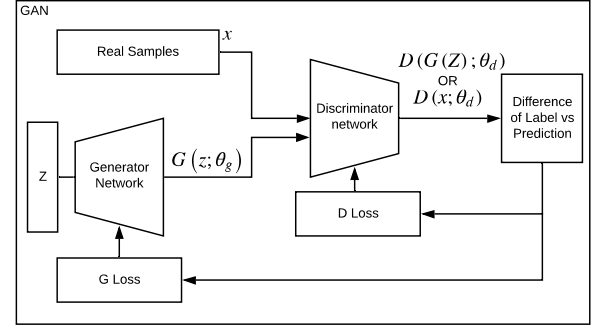 GAN
Real Samples
x
D(G(Z);θ_d)
OR
D(x;θ_d)
Discriminator
network
Difference
of Label vs
Prediction
Z
Generator
Network
G(z;θ_g)
D Loss
G Loss